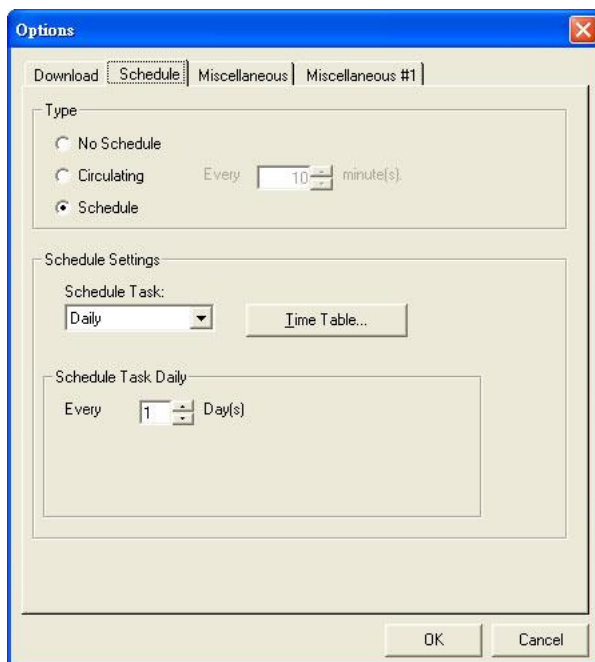 Options
Download Schedule Miscellaneous Miscellaneous #1
Type
No Schedule
Circulating Every 10 minute(s).
Schedule
Schedule Settings
Schedule Task:
Daily Time Table...
Schedule Task Daily
Every 1 Day(s)
OK Cancel